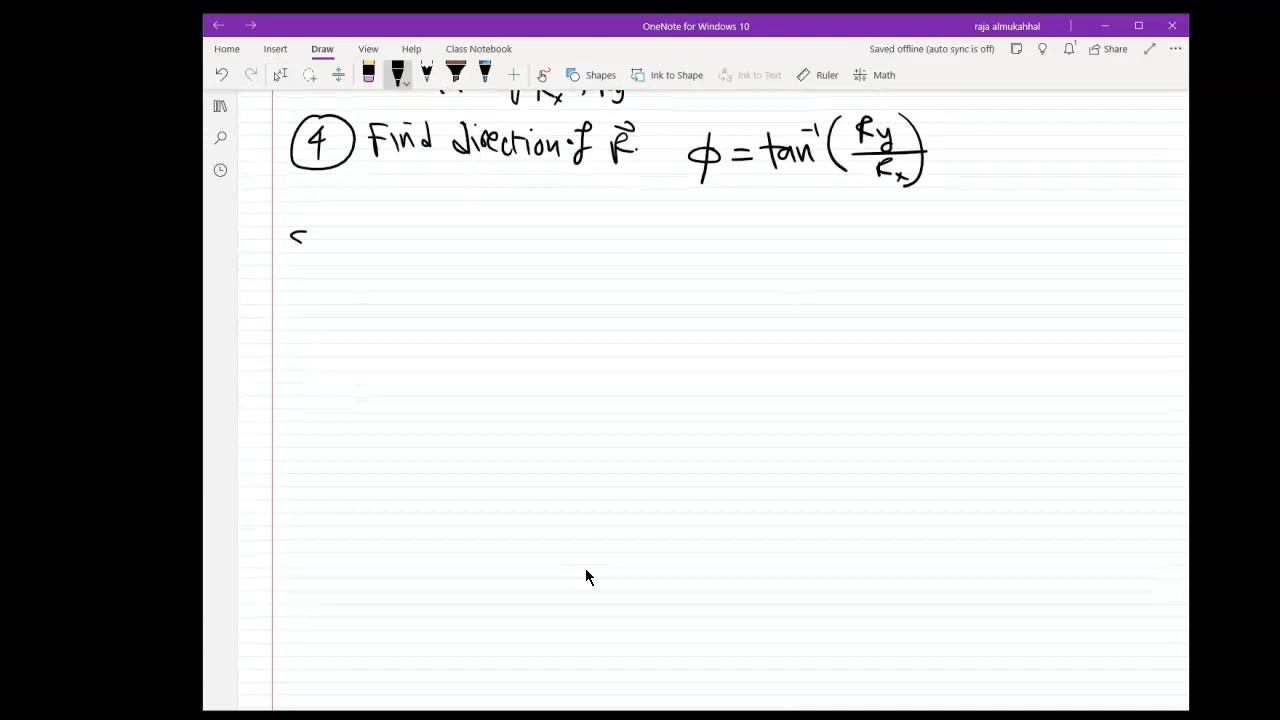 OneNote for Windows 10
raja almukahhal
Home Insert Draw View Help Class Notebook
Saved offline (auto sync is off)
Share
Shapes Ink to Shape Ink to Text Ruler Math
④ Find direction of R⃗. ϕ = tan⁻¹ (Ry/Rx)